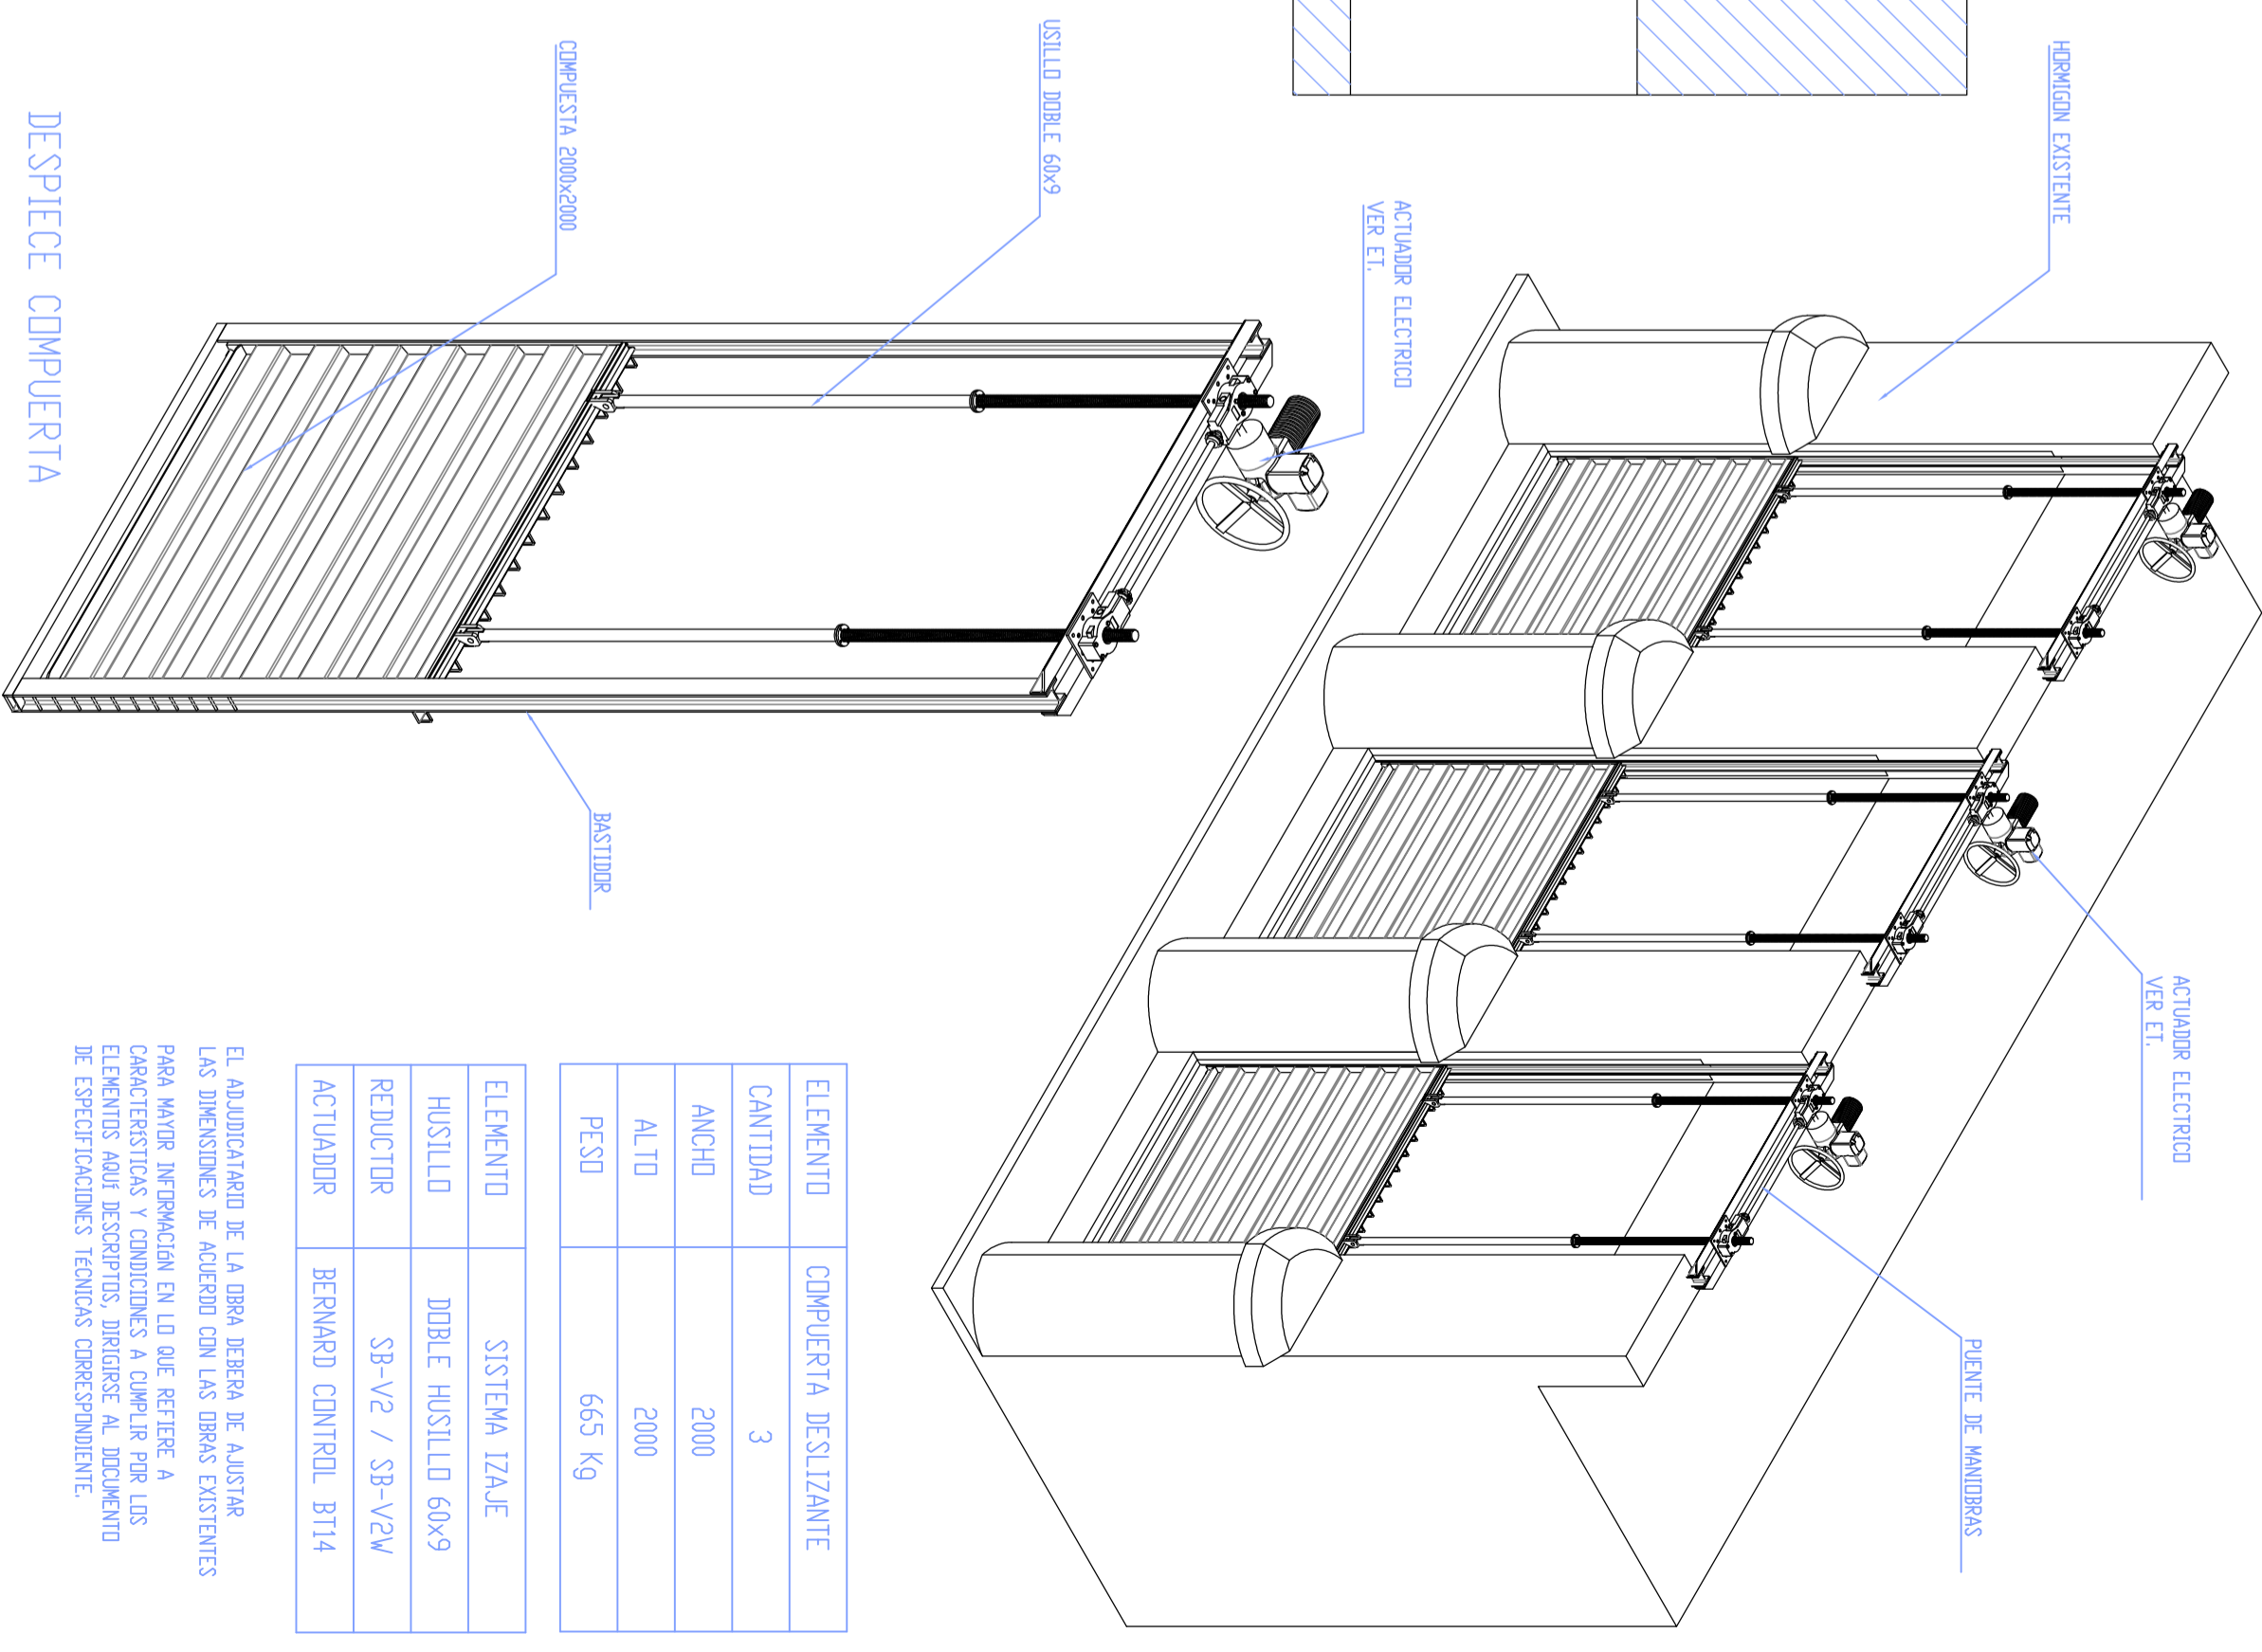 HORMIGON EXISTENTE
ACTUADOR ELECTRICO
VER ET.
PUENTE DE MANIOBRAS
ACTUADOR ELECTRICO
VER ET.
USILLO DOBLE 60x9
COMPUESTA 2000x2000
BASTIDOR
DESPIECE COMPUERTA
ELEMENTO COMPUERTA DESLIZANTE
CANTIDAD 3
ANCHO 2000
ALTO 2000
PESO 665 Kg
ELEMENTO SISTEMA IZAJE
HUSILLO DOBLE HUSILLO 60x9
REDUCTOR SB-V2 / SB-V2W
ACTUADOR BERNARD CONTROL BT14
EL ADJUDICATARIO DE LA OBRA DEBERA DE AJUSTAR
LAS DIMENSIONES DE ACUERDO CON LAS OBRAS EXISTENTES
PARA MAYOR INFORMACIÓN EN LO QUE REFIERE A
CARACTERÍSTICAS Y CONDICIONES A CUMPLIR POR LOS
ELEMENTOS AQUÍ DESCRIPTOS, DIRIGIRSE AL DOCUMENTO
DE ESPECIFICACIONES TÉCNICAS CORRESPONDIENTE.